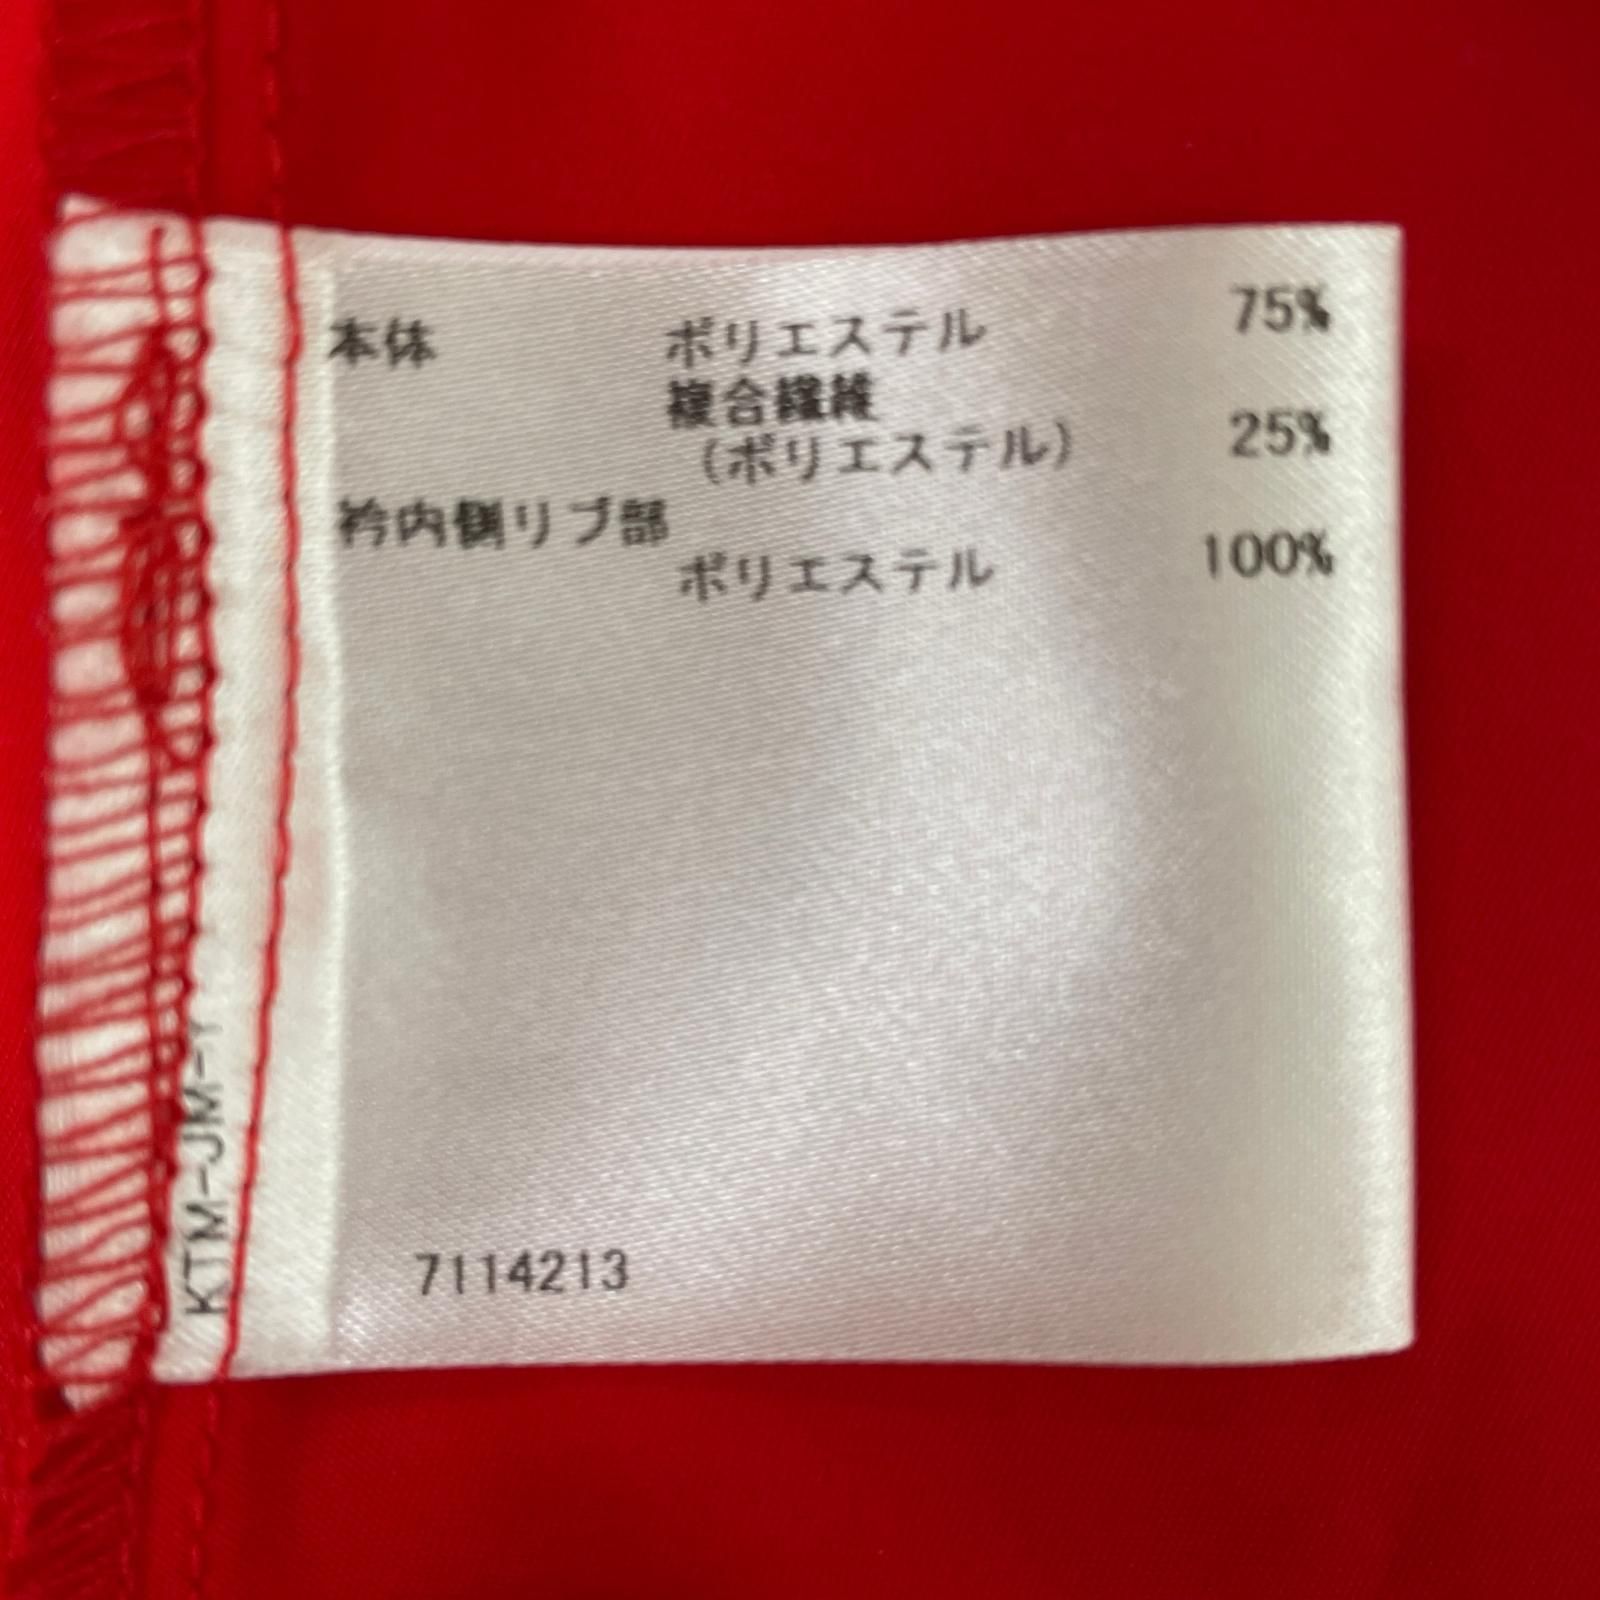 本体 ポリエステル 75%
複合繊維
(ポリエステル) 25%
衿内側リブ部
ポリエステル 100%
7114213
KTM-JM-Y